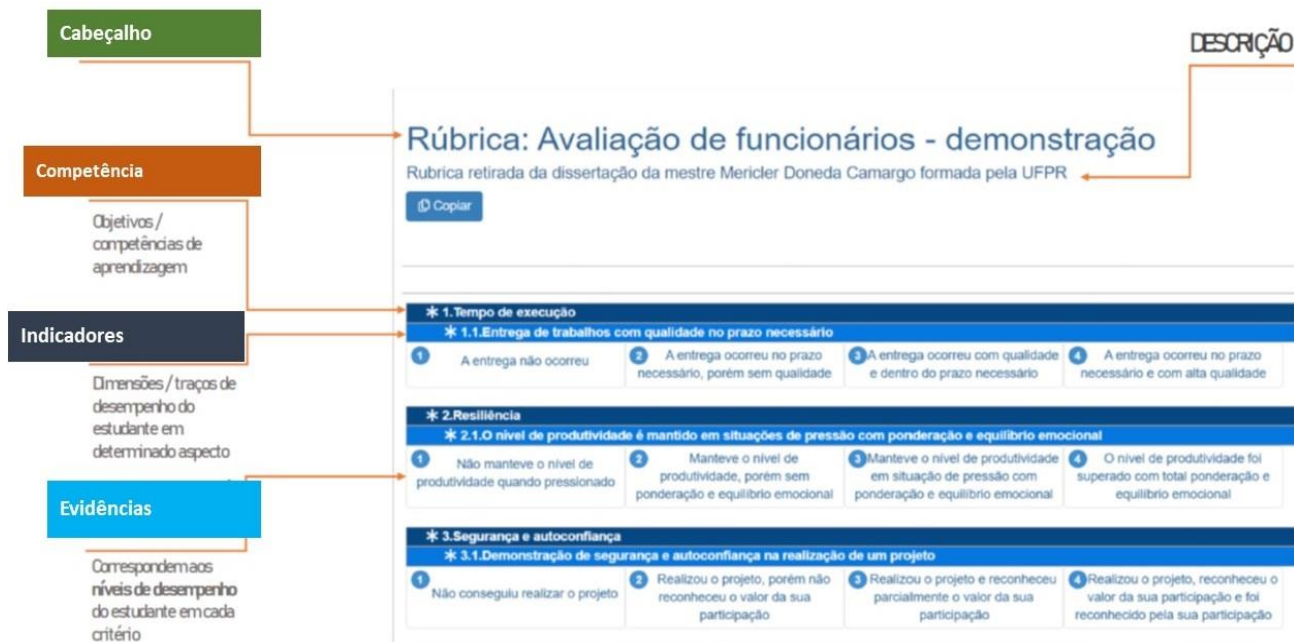 Cabeçalho
DESCRIÇÃO
Rúbrica: Avaliação de funcionários - demonstração
Rubrica retirada da dissertação da mestre Mericler Doneda Camargo formada pela UFPR
Copiar
Competência
Objetivos /
competências de
aprendizagem
Indicadores
Dimensões / traços de
desempenho do
estudante em
determinado aspecto
Evidências
Correspondem aos
níveis de desempenho
do estudante em cada
critério
* 1.Tempo de execução
* 1.1.Entrega de trabalhos com qualidade no prazo necessário
1
A entrega não ocorreu
2
A entrega ocorreu no prazo
necessário, porém sem qualidade
3
A entrega ocorreu com qualidade
e dentro do prazo necessário
4
A entrega ocorreu no prazo
necessário e com alta qualidade
* 2.Resiliência
* 2.1.O nível de produtividade é mantido em situações de pressão com ponderação e equilíbrio emocional
1
Não manteve o nível de
produtividade quando pressionado
2
Manteve o nível de
produtividade, porém sem
ponderação e equilíbrio emocional
3
Manteve o nível de produtividade
em situação de pressão com
ponderação e equilíbrio emocional
4
O nível de produtividade foi
superado com total ponderação e
equilíbrio emocional
* 3.Segurança e autoconfiança
* 3.1.Demonstração de segurança e autoconfiança na realização de um projeto
1
Não conseguiu realizar o projeto
2
Realizou o projeto, porém não
reconheceu o valor da sua
participação
3
Realizou o projeto e reconheceu
parcialmente o valor da sua
participação
4
Realizou o projeto, reconheceu o
valor da sua participação e foi
reconhecido pela sua participação